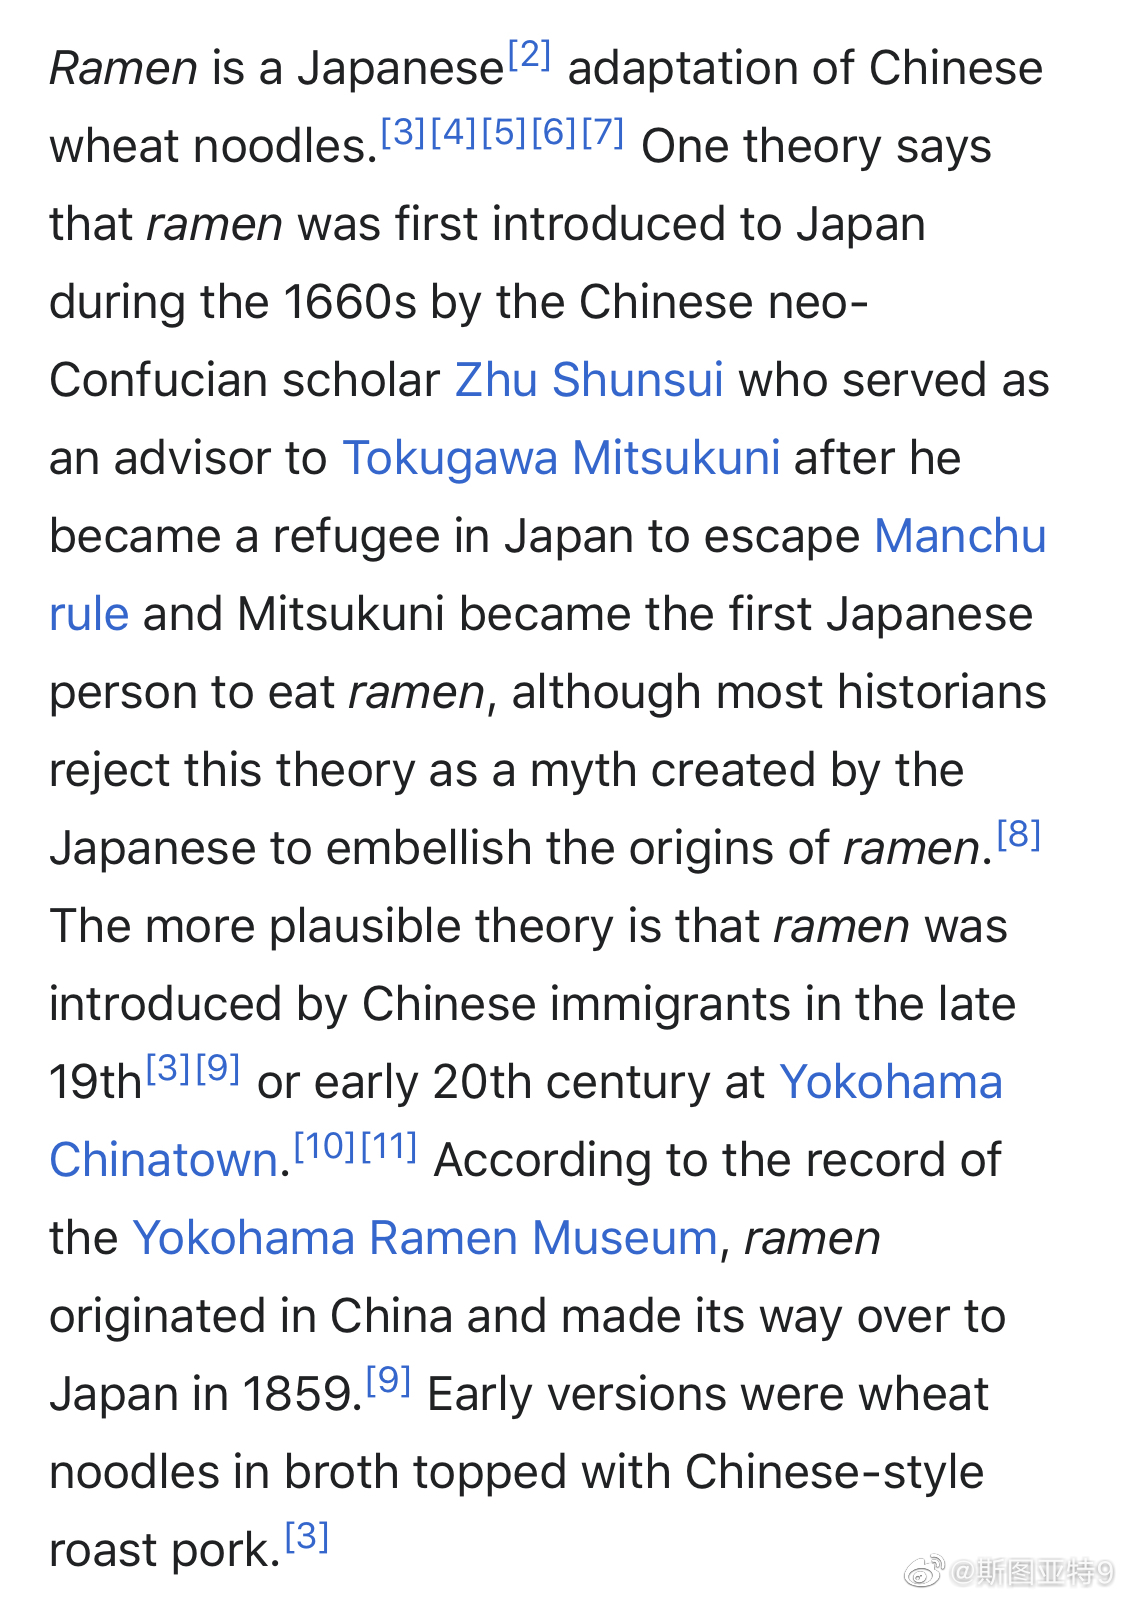 Ramen is a Japanese[2] adaptation of Chinese
wheat noodles.[3][4][5][6][7] One theory says
that ramen was first introduced to Japan
during the 1660s by the Chinese neo-
Confucian scholar Zhu Shunsui who served as
an advisor to Tokugawa Mitsukuni after he
became a refugee in Japan to escape Manchu
rule and Mitsukuni became the first Japanese
person to eat ramen, although most historians
reject this theory as a myth created by the
Japanese to embellish the origins of ramen.[8]
The more plausible theory is that ramen was
introduced by Chinese immigrants in the late
19th[3][9] or early 20th century at Yokohama
Chinatown.[10][11] According to the record of
the Yokohama Ramen Museum, ramen
originated in China and made its way over to
Japan in 1859.[9] Early versions were wheat
noodles in broth topped with Chinese-style
roast pork.[3]
@斯图亚特9